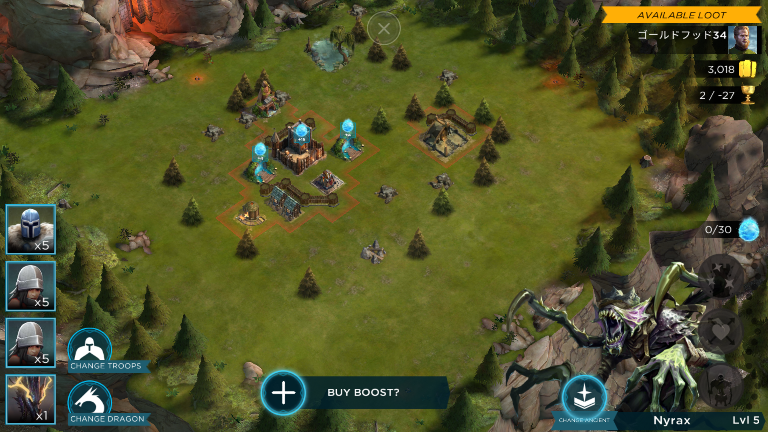 AVAILABLE LOOT
ゴールドフッド34
3,018
2 / -27
0/30
x5
x5
x5
x1
CHANGE TROOPS
CHANGE DRAGON
BUY BOOST?
CHANGE ANCIENT
Nyrax
Lvl 5